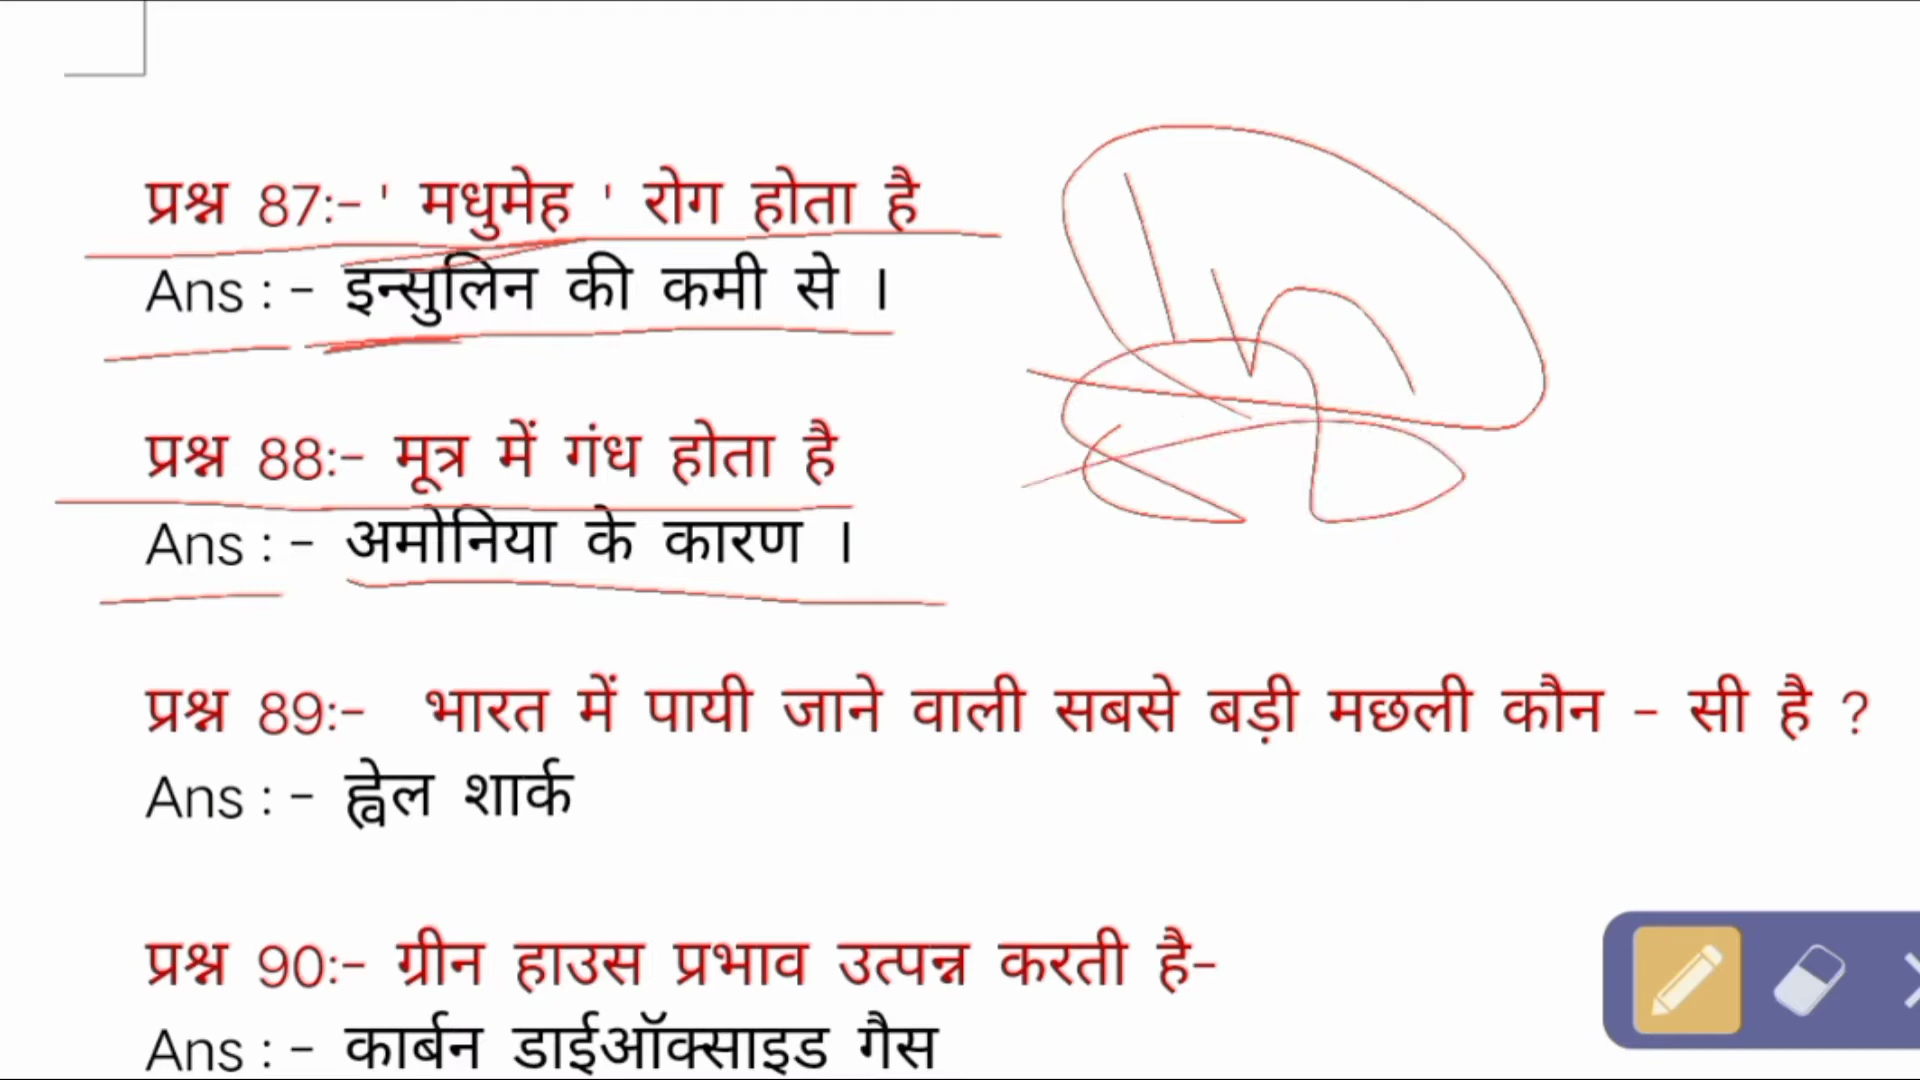 प्रश्न 87:- ' मधुमेह ' रोग होता है
Ans : - इन्सुलिन की कमी से ।
प्रश्न 88:- मूत्र में गंध होता है
Ans : - अमोनिया के कारण ।
प्रश्न 89:- भारत में पायी जाने वाली सबसे बड़ी मछली कौन - सी है ?
Ans : - ह्वेल शार्क
प्रश्न 90:- ग्रीन हाउस प्रभाव उत्पन्न करती है-
Ans : - कार्बन डाईऑक्साइड गैस